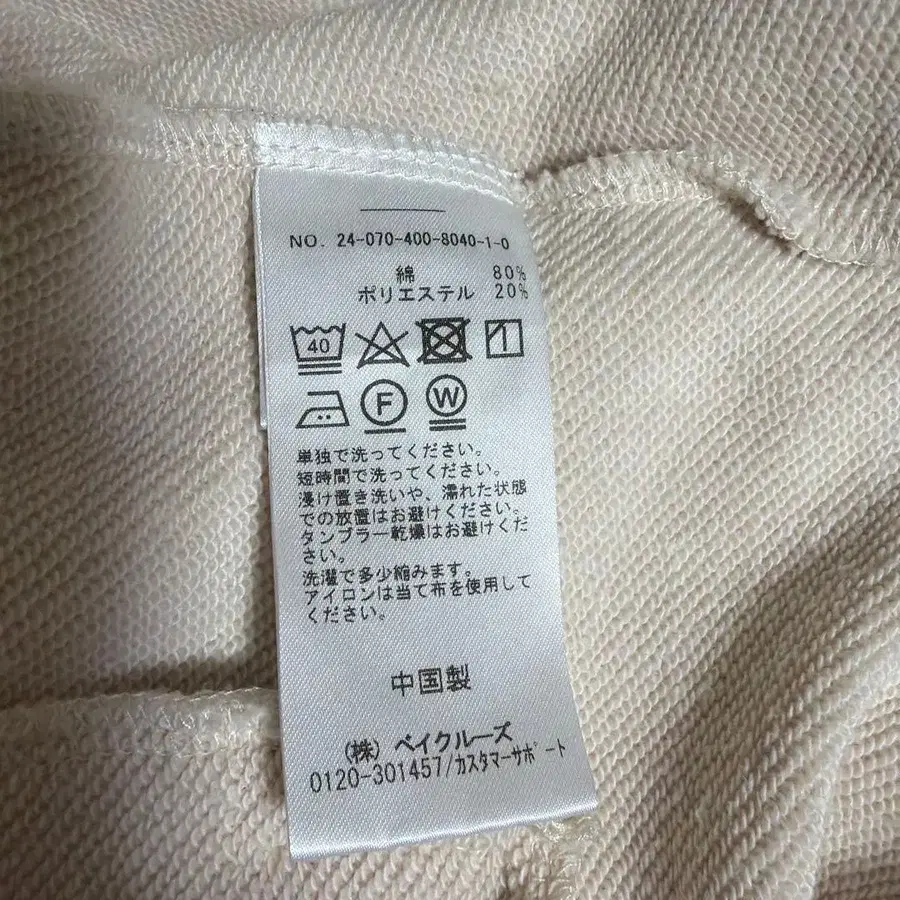 NO. 24-070-400-8040-1-0
綿 80%
ポリエステル 20%
40
F W
単独で洗ってください。
短時間で洗ってください。
浸け置き洗いや、濡れた状態
での放置はお避けください。
タンブラー乾燥はお避けくだ
さい。
洗濯で多少縮みます。
アイロンは当て布を使用して
ください。
中国製
(株) ベイクルーズ
0120-301457/カスタマーサポート